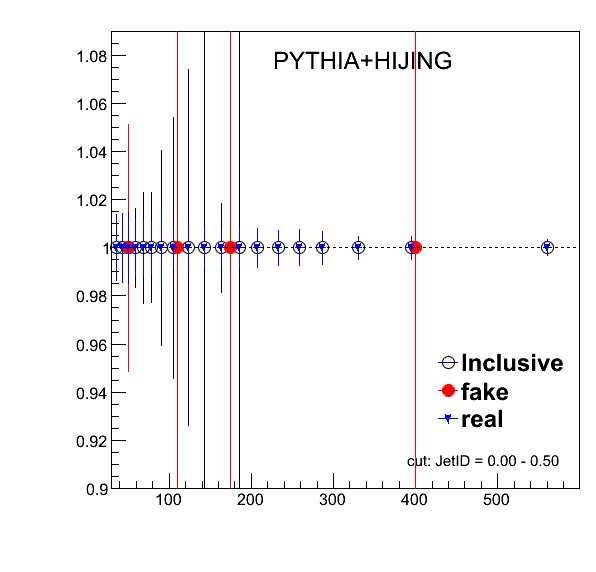 PYTHIA+HIJING
1.08
1.06
1.04
1.02
1
0.98
0.96
0.94
0.92
0.9
Inclusive
fake
real
cut: JetID = 0.00 - 0.50
100 200 300 400 500